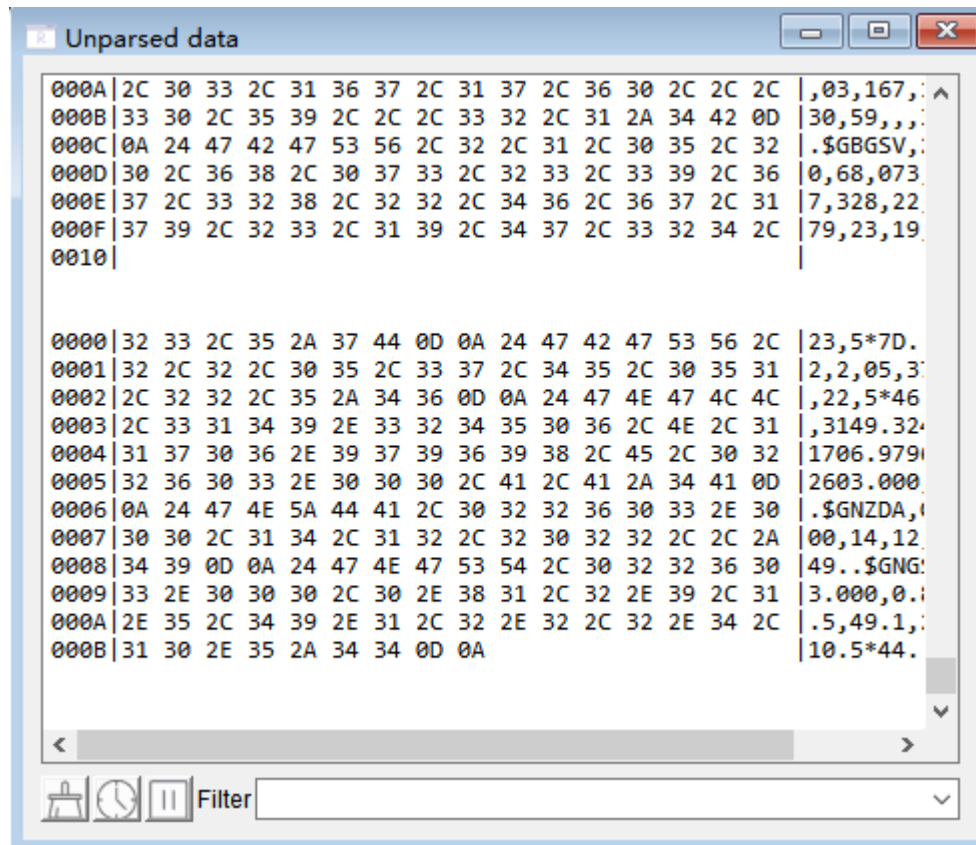 Unparsed data
000A|2C 30 33 2C 31 36 37 2C 31 37 2C 36 30 2C 2C 2C |,03,167,
000B|33 30 2C 35 39 2C 2C 2C 33 32 2C 31 2A 34 42 0D |30,59,,,
000C|0A 24 47 42 47 53 56 2C 32 2C 31 2C 30 35 2C 32 |.$GBGSV,
000D|30 2C 36 38 2C 30 37 33 2C 32 33 2C 33 39 2C 36 |0,68,073
000E|37 2C 33 32 38 2C 32 32 2C 34 36 2C 36 37 2C 31 |7,328,22
000F|37 39 2C 32 33 2C 31 39 2C 34 37 2C 33 32 34 2C |79,23,19
0010| |
0000|32 33 2C 35 2A 37 44 0D 0A 24 47 42 47 53 56 2C |23,5*7D.
0001|32 2C 32 2C 30 35 2C 33 37 2C 34 35 2C 30 35 31 |2,2,05,37
0002|2C 32 32 2C 35 2A 34 36 0D 0A 24 47 4E 47 4C 4C |,22,5*46
0003|2C 33 31 34 39 2E 33 32 34 35 30 36 2C 4E 2C 31 |,3149.324
0004|31 37 30 36 2E 39 37 39 36 39 38 2C 45 2C 30 32 |1706.9796
0005|32 36 30 33 2E 30 30 30 2C 41 2C 41 2A 34 41 0D |2603.000
0006|0A 24 47 4E 5A 44 41 2C 30 32 32 36 30 33 2E 30 |.$GNZDA,0
0007|30 30 2C 31 34 2C 31 32 2C 32 30 32 32 2C 2C 2A |00,14,12
0008|34 39 0D 0A 24 47 4E 47 53 54 2C 30 32 32 36 30 |49..$GNGS
0009|33 2E 30 30 30 2C 30 2E 38 31 2C 32 2E 39 2C 31 |3.000,0.8
000A|2E 35 2C 34 39 2E 31 2C 32 2E 32 2C 32 2E 34 2C |.5,49.1,
000B|31 30 2E 35 2A 34 34 0D 0A |10.5*44.
Filter